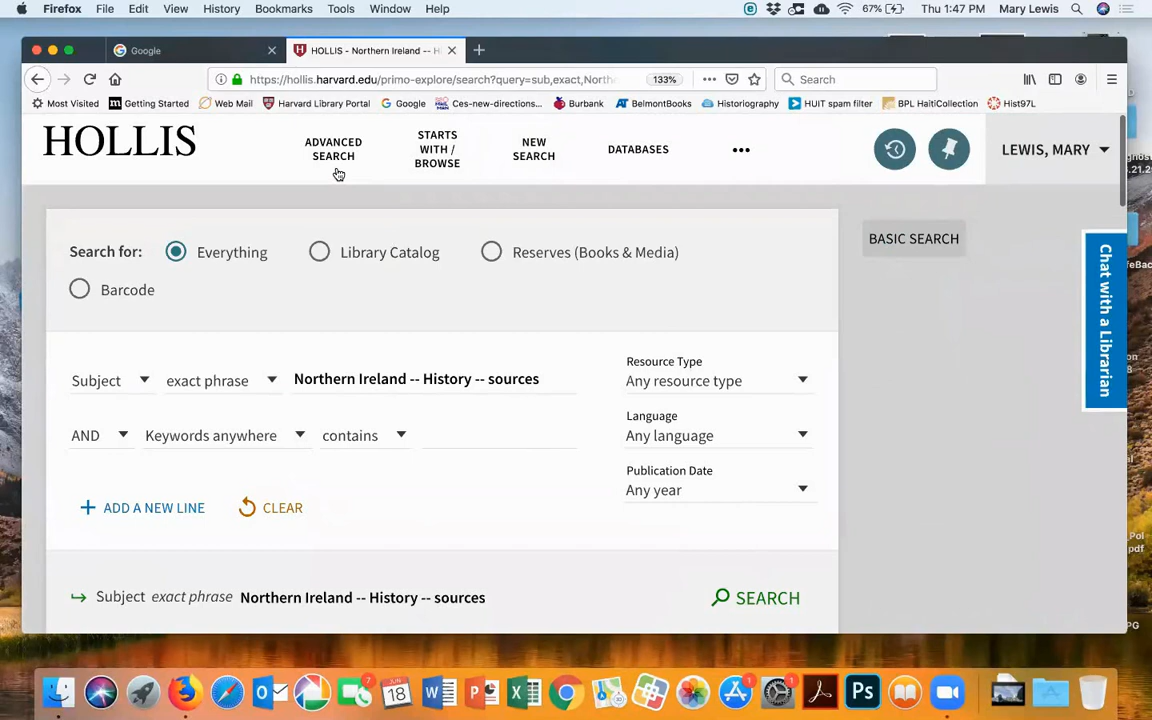 Firefox File Edit View History Bookmarks Tools Window Help 67% Thu 1:47 PM Mary Lewis
Google HOLLIS - Northern Ireland -- H
https://hollis.harvard.edu/primo-explore/search?query=sub,exact,North 133% Search
Most Visited Getting Started Web Mail Harvard Library Portal Google Ces-new-directions... Burbank BelmontBooks Historiography HUIT spam filter BPL HaitiCollection Hist97L
HOLLIS
ADVANCED
SEARCH
STARTS
WITH /
BROWSE
NEW
SEARCH
DATABASES
•••
LEWIS, MARY
Search for: Everything Library Catalog Reserves (Books & Media)
Barcode
BASIC SEARCH
Chat with a Librarian
Resource Type
Subject exact phrase Northern Ireland -- History -- sources Any resource type
Language
AND Keywords anywhere contains Any language
Publication Date
Any year
+ ADD A NEW LINE CLEAR
Subject exact phrase Northern Ireland -- History -- sources SEARCH
7 JUN 18 1 1